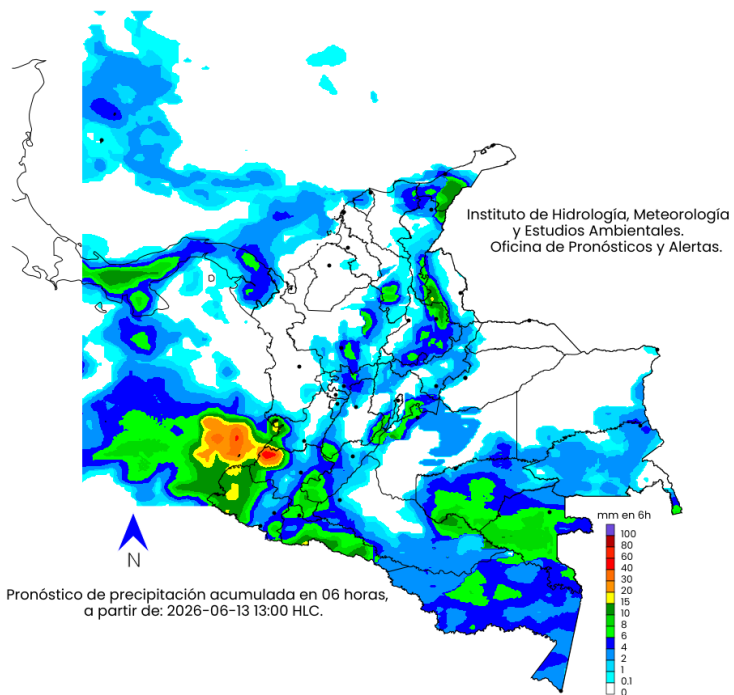 Instituto de Hidrología, Meteorología
y Estudios Ambientales.
Oficina de Pronósticos y Alertas.
mm en 6h
100
80
60
40
30
20
15
10
8
6
4
2
1
0.1
0
N
Pronóstico de precipitación acumulada en 06 horas,
a partir de: 2026-06-13 13:00 HLC.